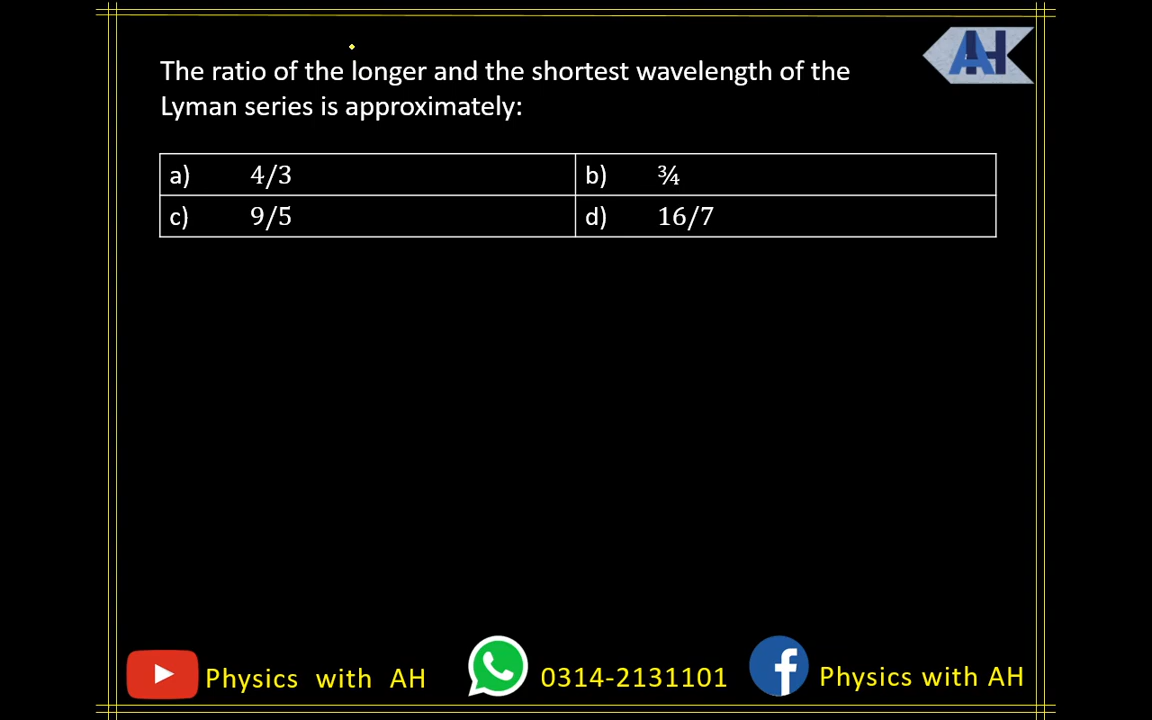 The ratio of the longer and the shortest wavelength of the
Lyman series is approximately:
a) 4/3 b) ¾
c) 9/5 d) 16/7
AH
Physics with AH 0314-2131101 Physics with AH